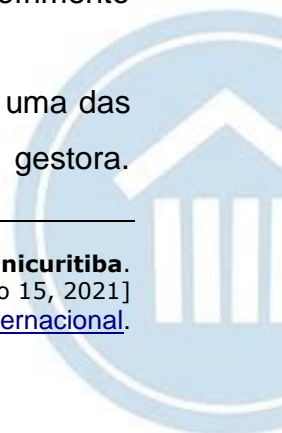 uma das
gestora.
nicuritiba.
o 15, 2021]
ernacional.